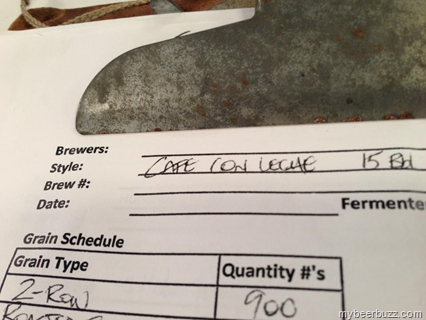 Brewers:
Style: CAFE CON LECHE 15 Bbl
Brew #:
Date: Fermente
Grain Schedule
Grain Type Quantity #'s
2-ROW 900
mybeerbuzz.com